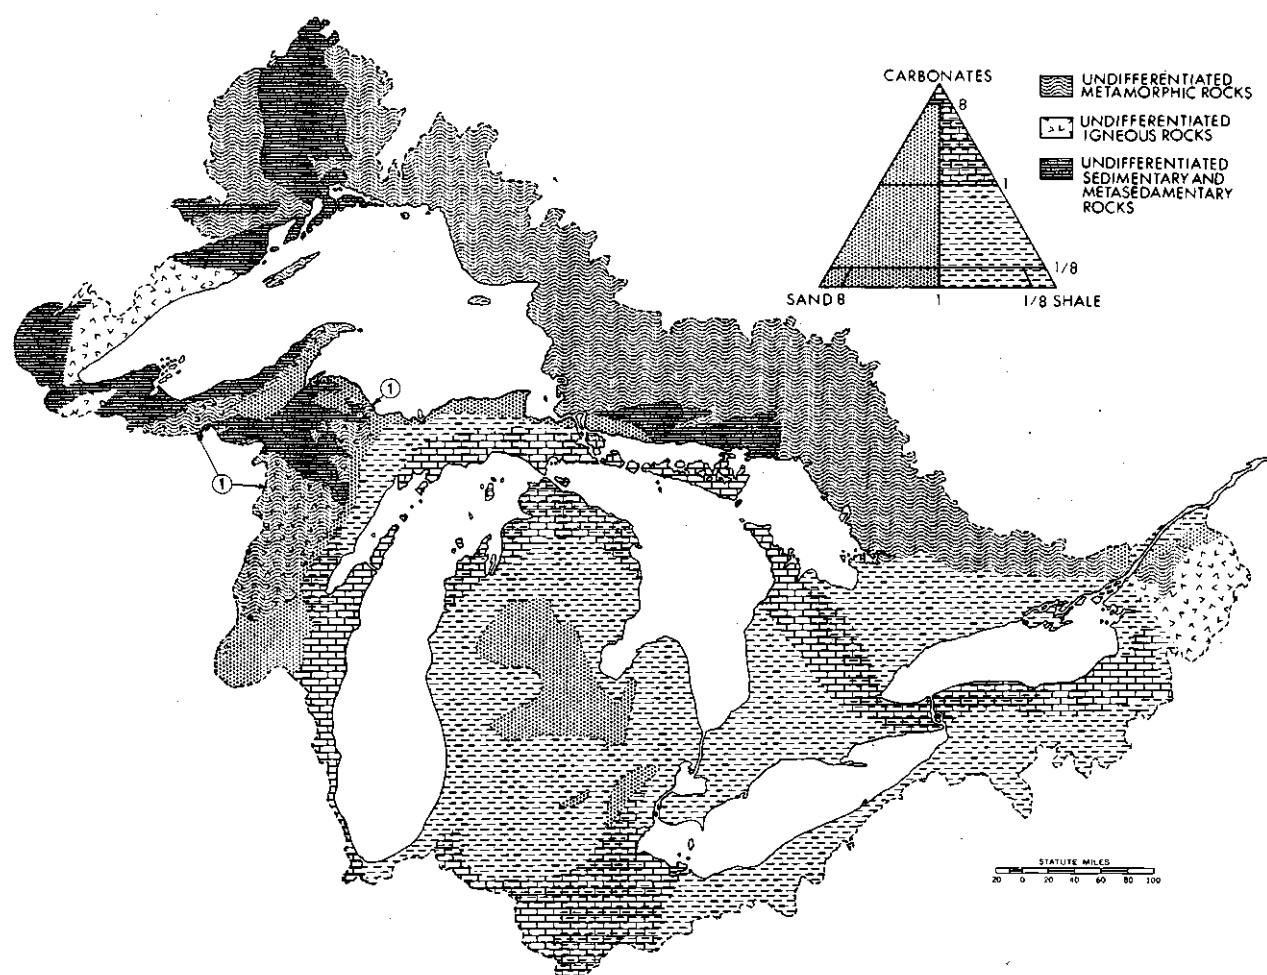 CARBONATES
8
1
1/8
SAND 8
1
1/8 SHALE
UNDIFFERENTIATED
METAMORPHIC ROCKS
UNDIFFERENTIATED
IGNEOUS ROCKS
UNDIFFERENTIATED
SEDIMENTARY AND
METASEDAMENTARY
ROCKS
1
1
STATUTE MILES
20 0 20 40 60 80 100